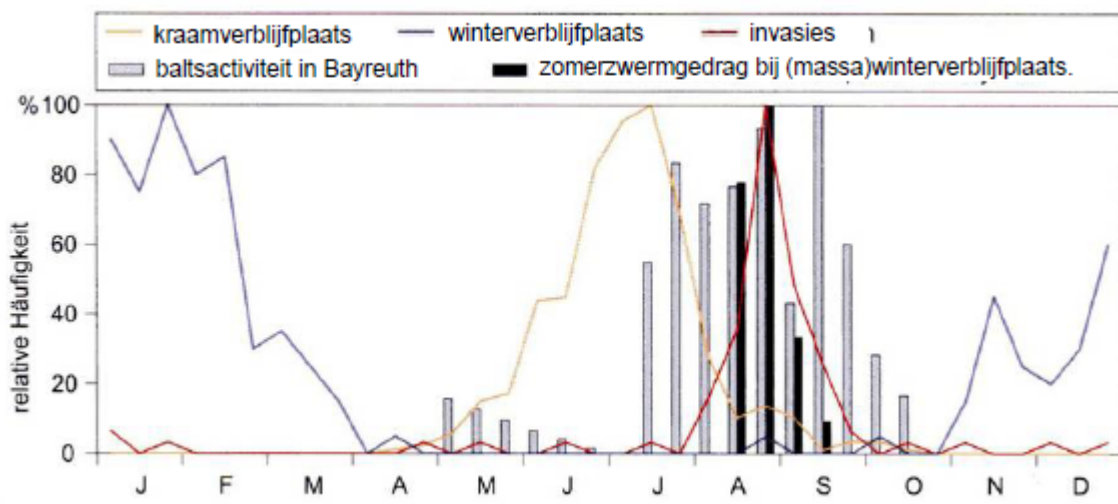 kraamverblijfplaats winterverblijfplaats invasies
baltsactiviteit in Bayreuth zomerzwermgedrag bij (massa)winterverblijfplaats.
% 100
80
60
40
20
0
relative Häufigkeit
J F M A M J J A S O N D